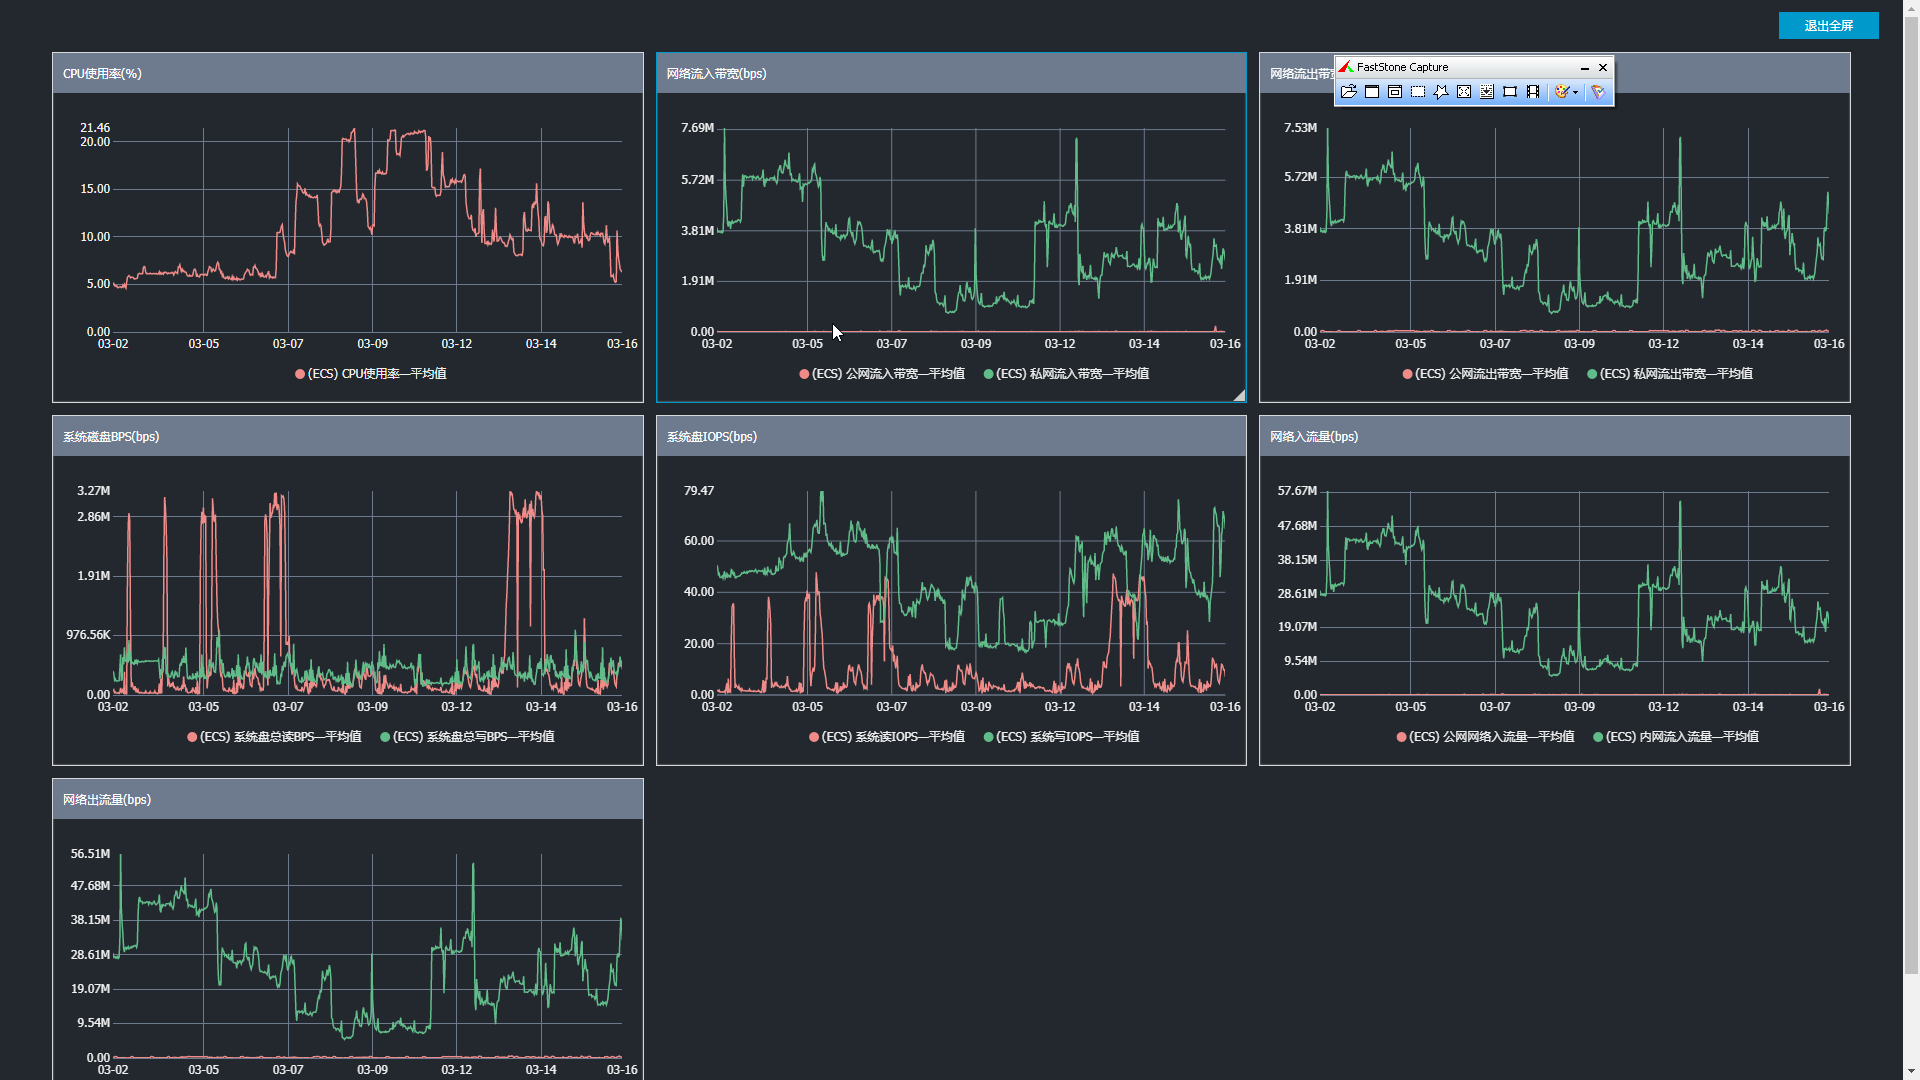 退出全屏
CPU使用率(%)
21.46
20.00
15.00
10.00
5.00
0.00
03-02 03-05 03-07 03-09 03-12 03-14 03-16
(ECS) CPU使用率—平均值
网络流入带宽(bps)
7.69M
5.72M
3.81M
1.91M
0.00
03-02 03-05 03-07 03-09 03-12 03-14 03-16
(ECS) 公网流入带宽—平均值 (ECS) 私网流入带宽—平均值
网络流出带
FastStone Capture
7.53M
5.72M
3.81M
1.91M
0.00
03-02 03-05 03-07 03-09 03-12 03-14 03-16
(ECS) 公网流出带宽—平均值 (ECS) 私网流出带宽—平均值
系统磁盘BPS(bps)
3.27M
2.86M
1.91M
976.56K
0.00
03-02 03-05 03-07 03-09 03-12 03-14 03-16
(ECS) 系统盘总读BPS—平均值 (ECS) 系统盘总写BPS—平均值
系统盘IOPS(bps)
79.47
60.00
40.00
20.00
0.00
03-02 03-05 03-07 03-09 03-12 03-14 03-16
(ECS) 系统读IOPS—平均值 (ECS) 系统写IOPS—平均值
网络入流量(bps)
57.67M
47.68M
38.15M
28.61M
19.07M
9.54M
0.00
03-02 03-05 03-07 03-09 03-12 03-14 03-16
(ECS) 公网网络入流量—平均值 (ECS) 内网流入流量—平均值
网络出流量(bps)
56.51M
47.68M
38.15M
28.61M
19.07M
9.54M
0.00
03-02 03-05 03-07 03-09 03-12 03-14 03-16